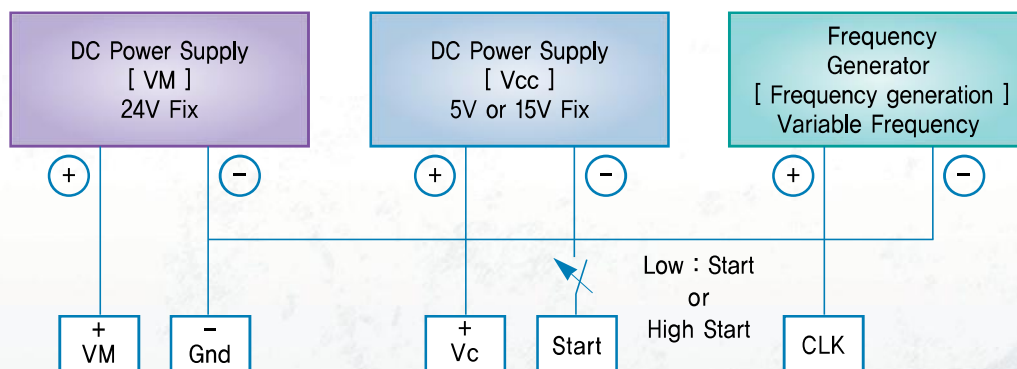 DC Power Supply
[ VM ]
24V Fix
DC Power Supply
[ Vcc ]
5V or 15V Fix
Frequency
Generator
[ Frequency generation ]
Variable Frequency
+
−
+
−
+
−
Low : Start
or
High Start
+
VM
−
Gnd
+
Vc
Start
CLK